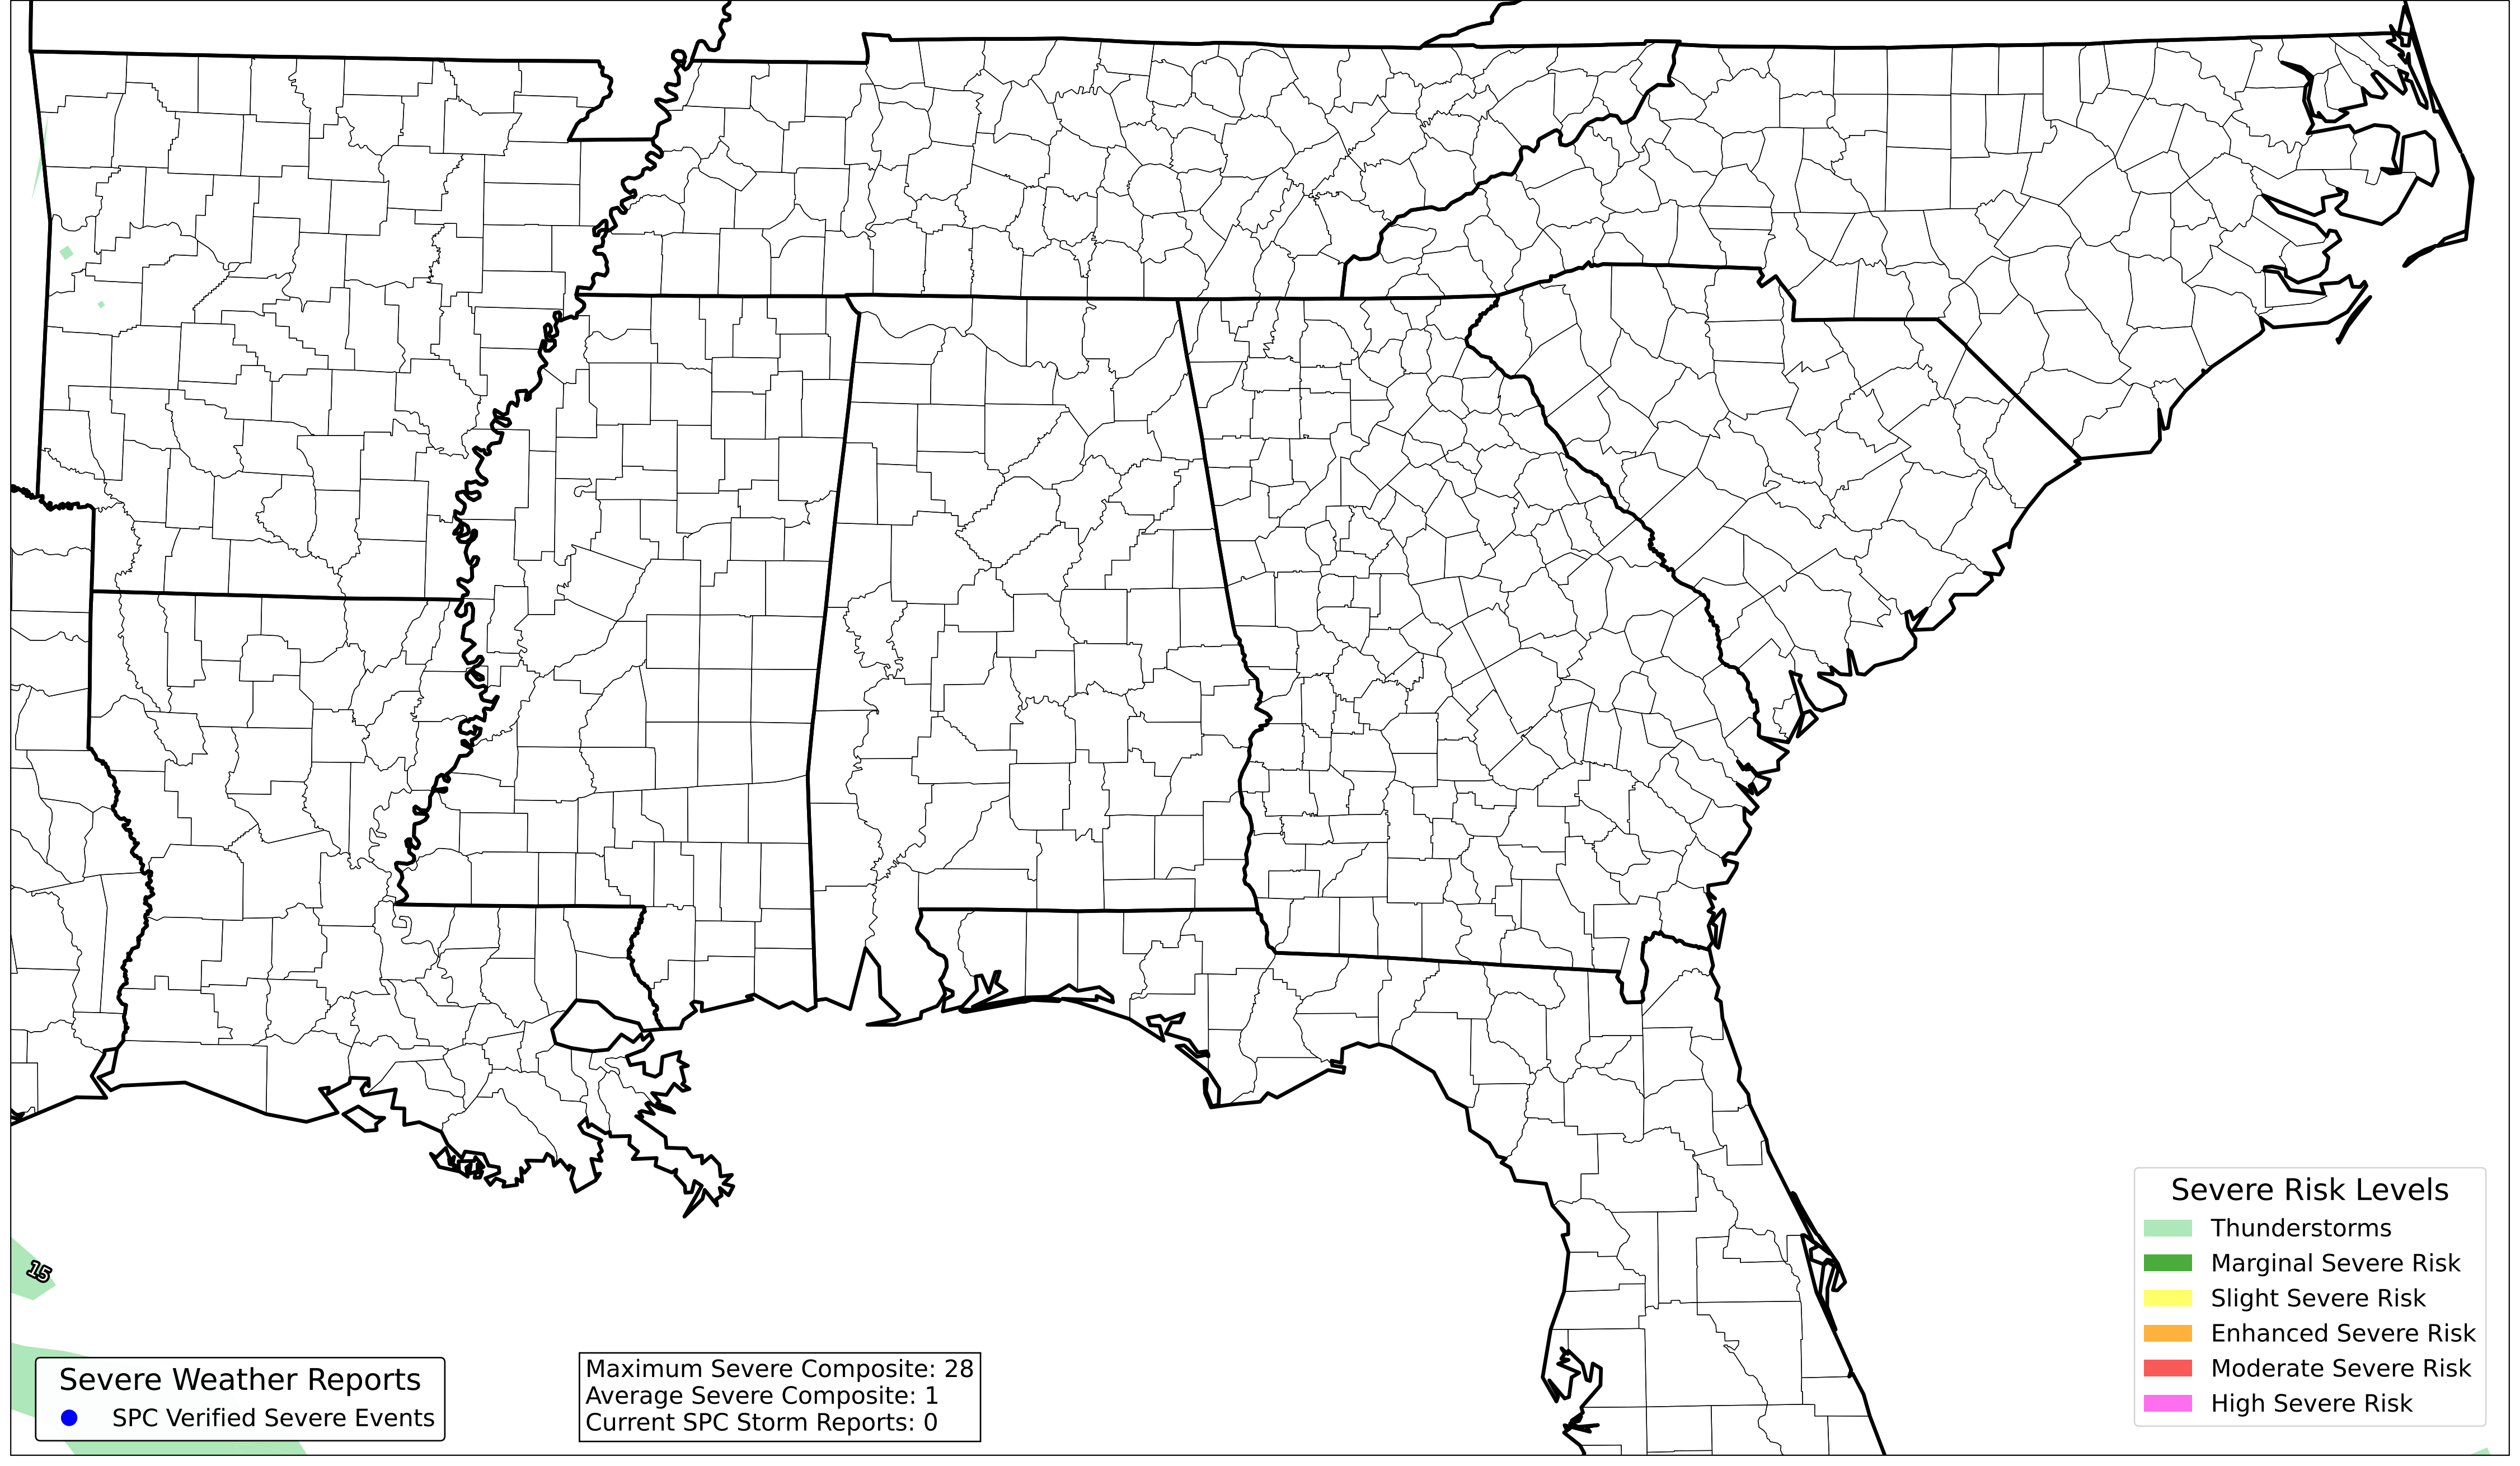 Severe Risk Levels
Thunderstorms
Marginal Severe Risk
Slight Severe Risk
Enhanced Severe Risk
Moderate Severe Risk
High Severe Risk
15
Severe Weather Reports
SPC Verified Severe Events
Maximum Severe Composite: 28
Average Severe Composite: 1
Current SPC Storm Reports: 0